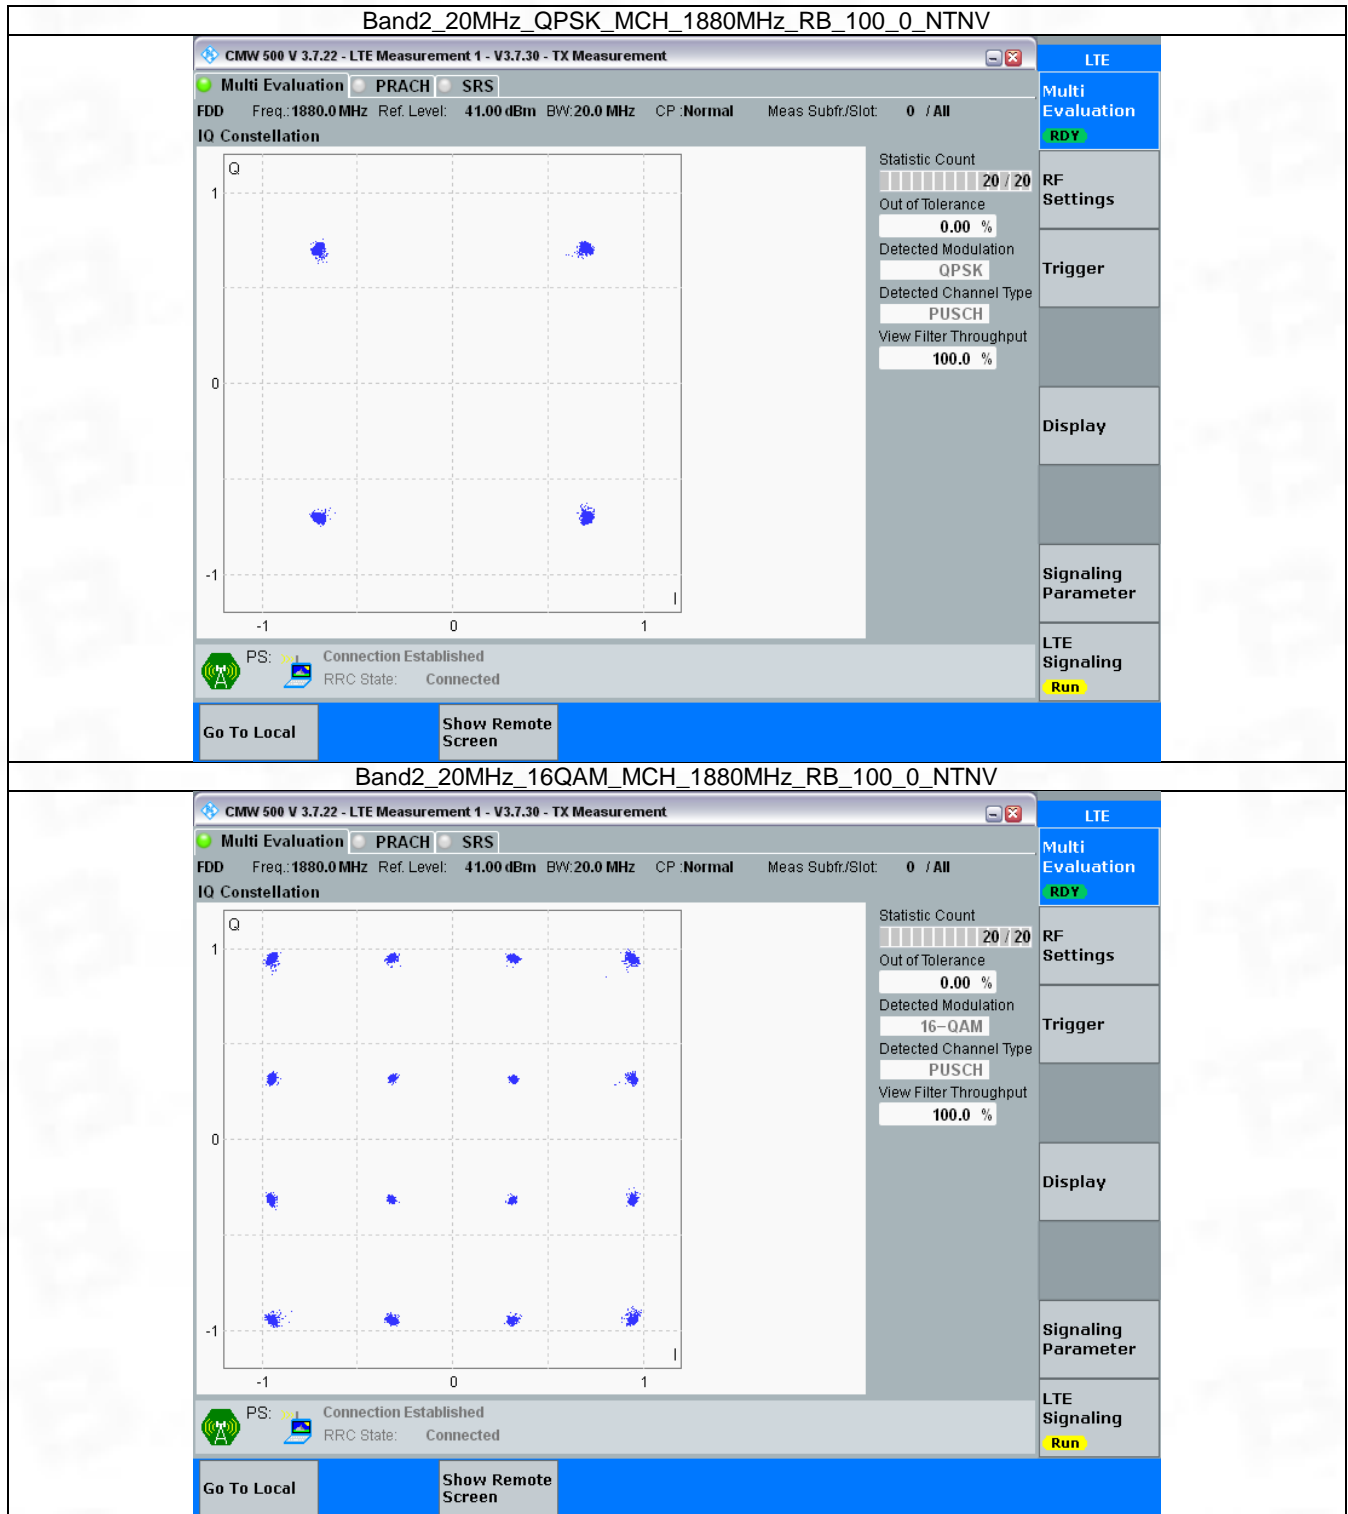 Band2_20MHz_QPSK_MCH_1880MHz_RB_100_0_NTNV
CMW 500 V 3.7.22 - LTE Measurement 1 - V3.7.30 - TX Measurement
LTE
Multi Evaluation PRACH SRS
FDD Freq.:1880.0 MHz Ref. Level: 41.00 dBm BW:20.0 MHz CP :Normal Meas Subfr./Slot: 0 / All
IQ Constellation
Q
1
0
-1
I
-1 0 1
Statistic Count
20 / 20
Out of Tolerance
0.00 %
Detected Modulation
QPSK
Detected Channel Type
PUSCH
View Filter Throughput
100.0 %
Multi
Evaluation
RDY
RF
Settings
Trigger
Display
Signaling
Parameter
LTE
Signaling
Run
PS: Connection Established
RRC State: Connected
Go To Local
Show Remote
Screen
Band2_20MHz_16QAM_MCH_1880MHz_RB_100_0_NTNV
CMW 500 V 3.7.22 - LTE Measurement 1 - V3.7.30 - TX Measurement
LTE
Multi Evaluation PRACH SRS
FDD Freq.:1880.0 MHz Ref. Level: 41.00 dBm BW:20.0 MHz CP :Normal Meas Subfr./Slot: 0 / All
IQ Constellation
Q
1
0
-1
I
-1 0 1
Statistic Count
20 / 20
Out of Tolerance
0.00 %
Detected Modulation
16-QAM
Detected Channel Type
PUSCH
View Filter Throughput
100.0 %
Multi
Evaluation
RDY
RF
Settings
Trigger
Display
Signaling
Parameter
LTE
Signaling
Run
PS: Connection Established
RRC State: Connected
Go To Local
Show Remote
Screen